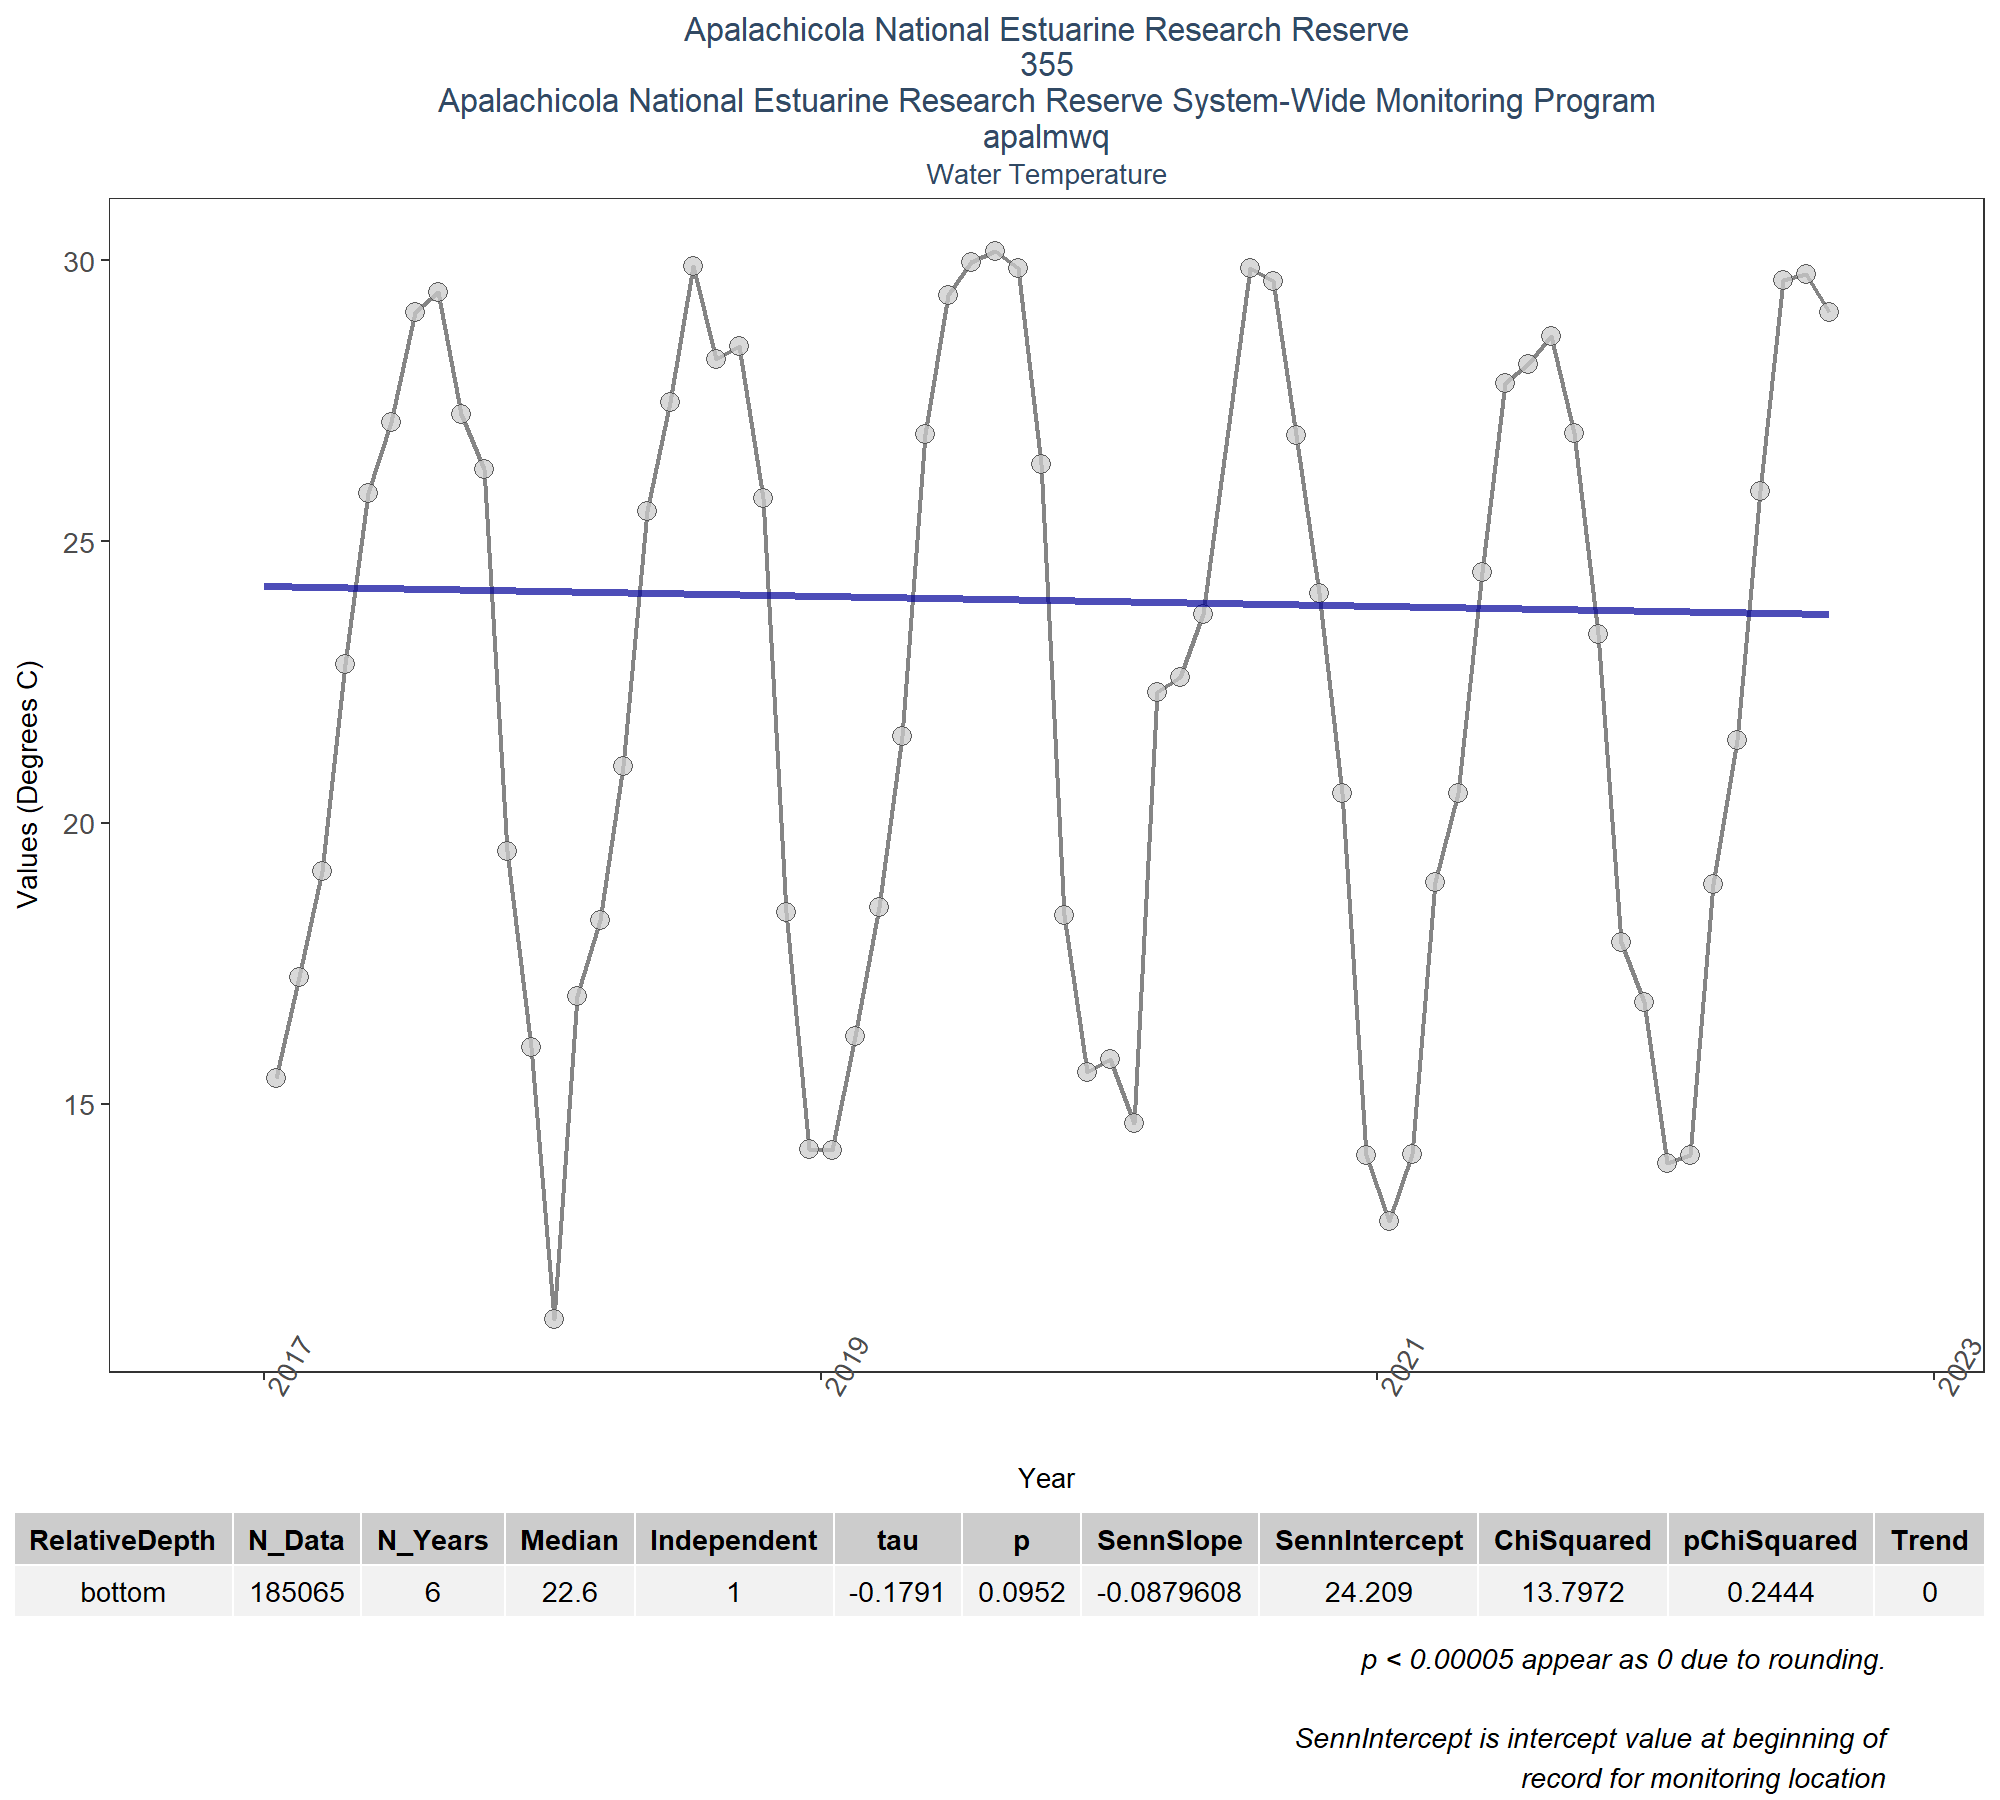 Apalachicola National Estuarine Research Reserve
355
Apalachicola National Estuarine Research Reserve System-Wide Monitoring Program
apalmwq
Water Temperature
30
25
20
15
Values (Degrees C)
2017
2019
2021
2023
Year
RelativeDepth N_Data N_Years Median Independent tau p SennSlope SennIntercept ChiSquared pChiSquared Trend
bottom 185065 6 22.6 1 -0.1791 0.0952 -0.0879608 24.209 13.7972 0.2444 0
p < 0.00005 appear as 0 due to rounding.
SennIntercept is intercept value at beginning of
record for monitoring location